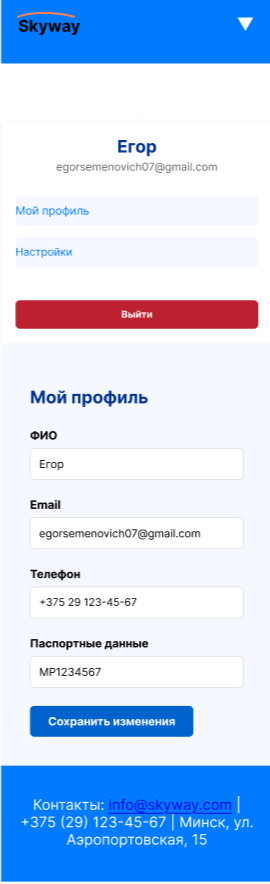 Skyway
Егор
egorsemenovich07@gmail.com
Мой профиль
Настройки
Выйти
Мой профиль
ФИО
Егор
Email
egorsemenovich07@gmail.com
Телефон
+375 29 123-45-67
Паспортные данные
MP1234567
Сохранить изменения
Контакты: info@skyway.com |
+375 (29) 123-45-67 | Минск, ул.
Аэропортовская, 15